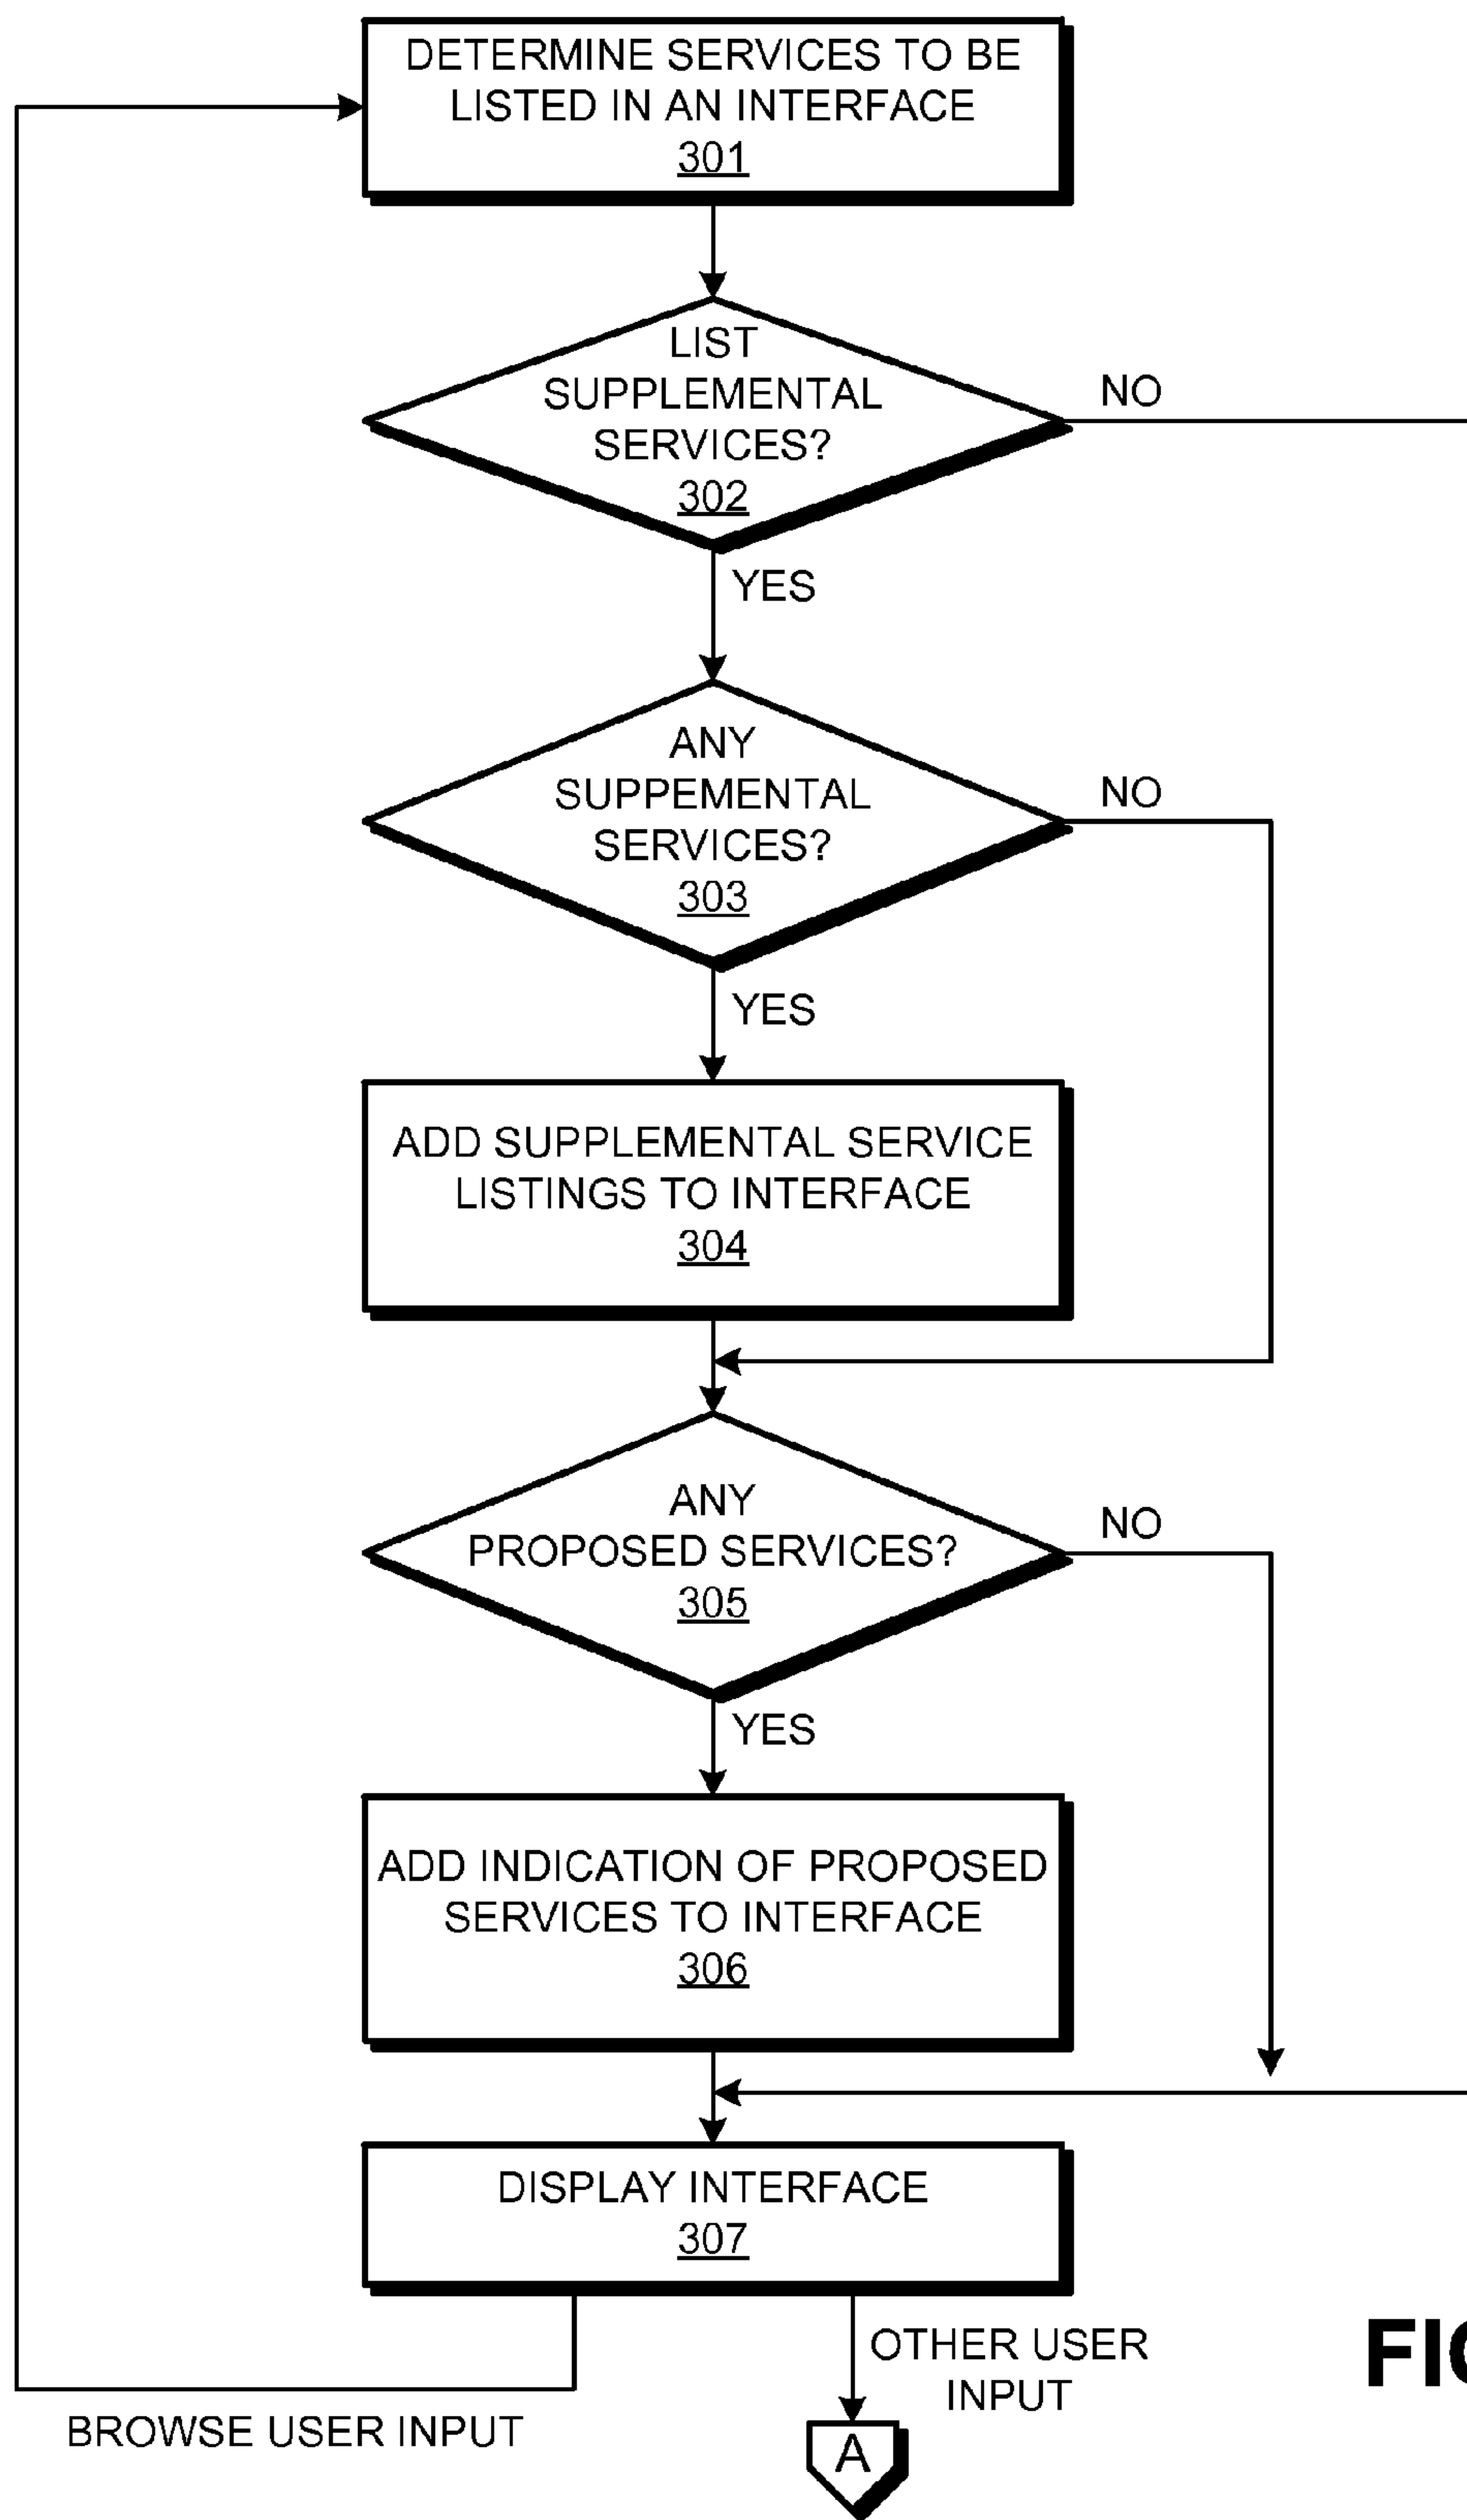 DETERMINE SERVICES TO BE
LISTED IN AN INTERFACE
301
LIST
SUPPLEMENTAL
SERVICES?
302
NO
YES
ANY
SUPPEMENTAL
SERVICES?
303
NO
YES
ADD SUPPLEMENTAL SERVICE
LISTINGS TO INTERFACE
304
ANY
PROPOSED SERVICES?
305
NO
YES
ADD INDICATION OF PROPOSED
SERVICES TO INTERFACE
306
DISPLAY INTERFACE
307
OTHER USER
INPUT
BROWSE USER INPUT
A